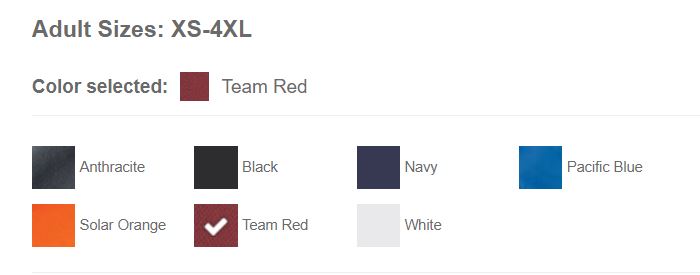 Adult Sizes: XS-4XL
Color selected: Team Red
Anthracite Black Navy Pacific Blue
Solar Orange Team Red White